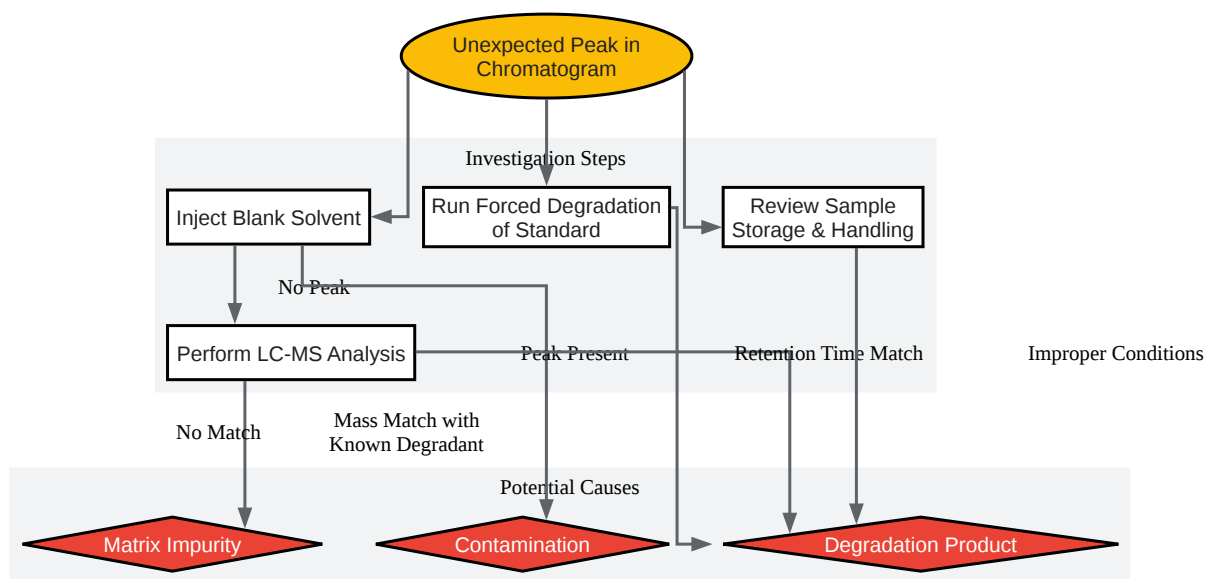 Unexpected Peak in
Chromatogram
Investigation Steps
Inject Blank Solvent
Run Forced Degradation
of Standard
Review Sample
Storage & Handling
No Peak
Perform LC-MS Analysis
Peak Present
Retention Time Match
Improper Conditions
No Match
Mass Match with
Known Degradant
Potential Causes
Matrix Impurity
Contamination
Degradation Product